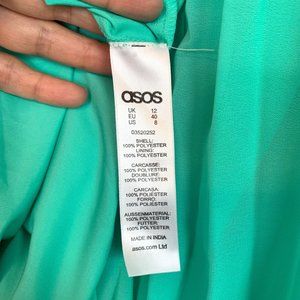 asos
UK 12
EU 40
US 8
03520252
SHELL:
100% POLYESTER
LINING:
100% POLYESTER
CARCASSE:
100% POLYESTER
DOUBLURE:
100% POLYESTER
CARCASA:
100% POLIESTER
FORRO:
100% POLIESTER
AUSSENMATERIAL:
100% POLYESTER
FUTTER:
100% POLYESTER
MADE IN INDIA
asos.com Ltd